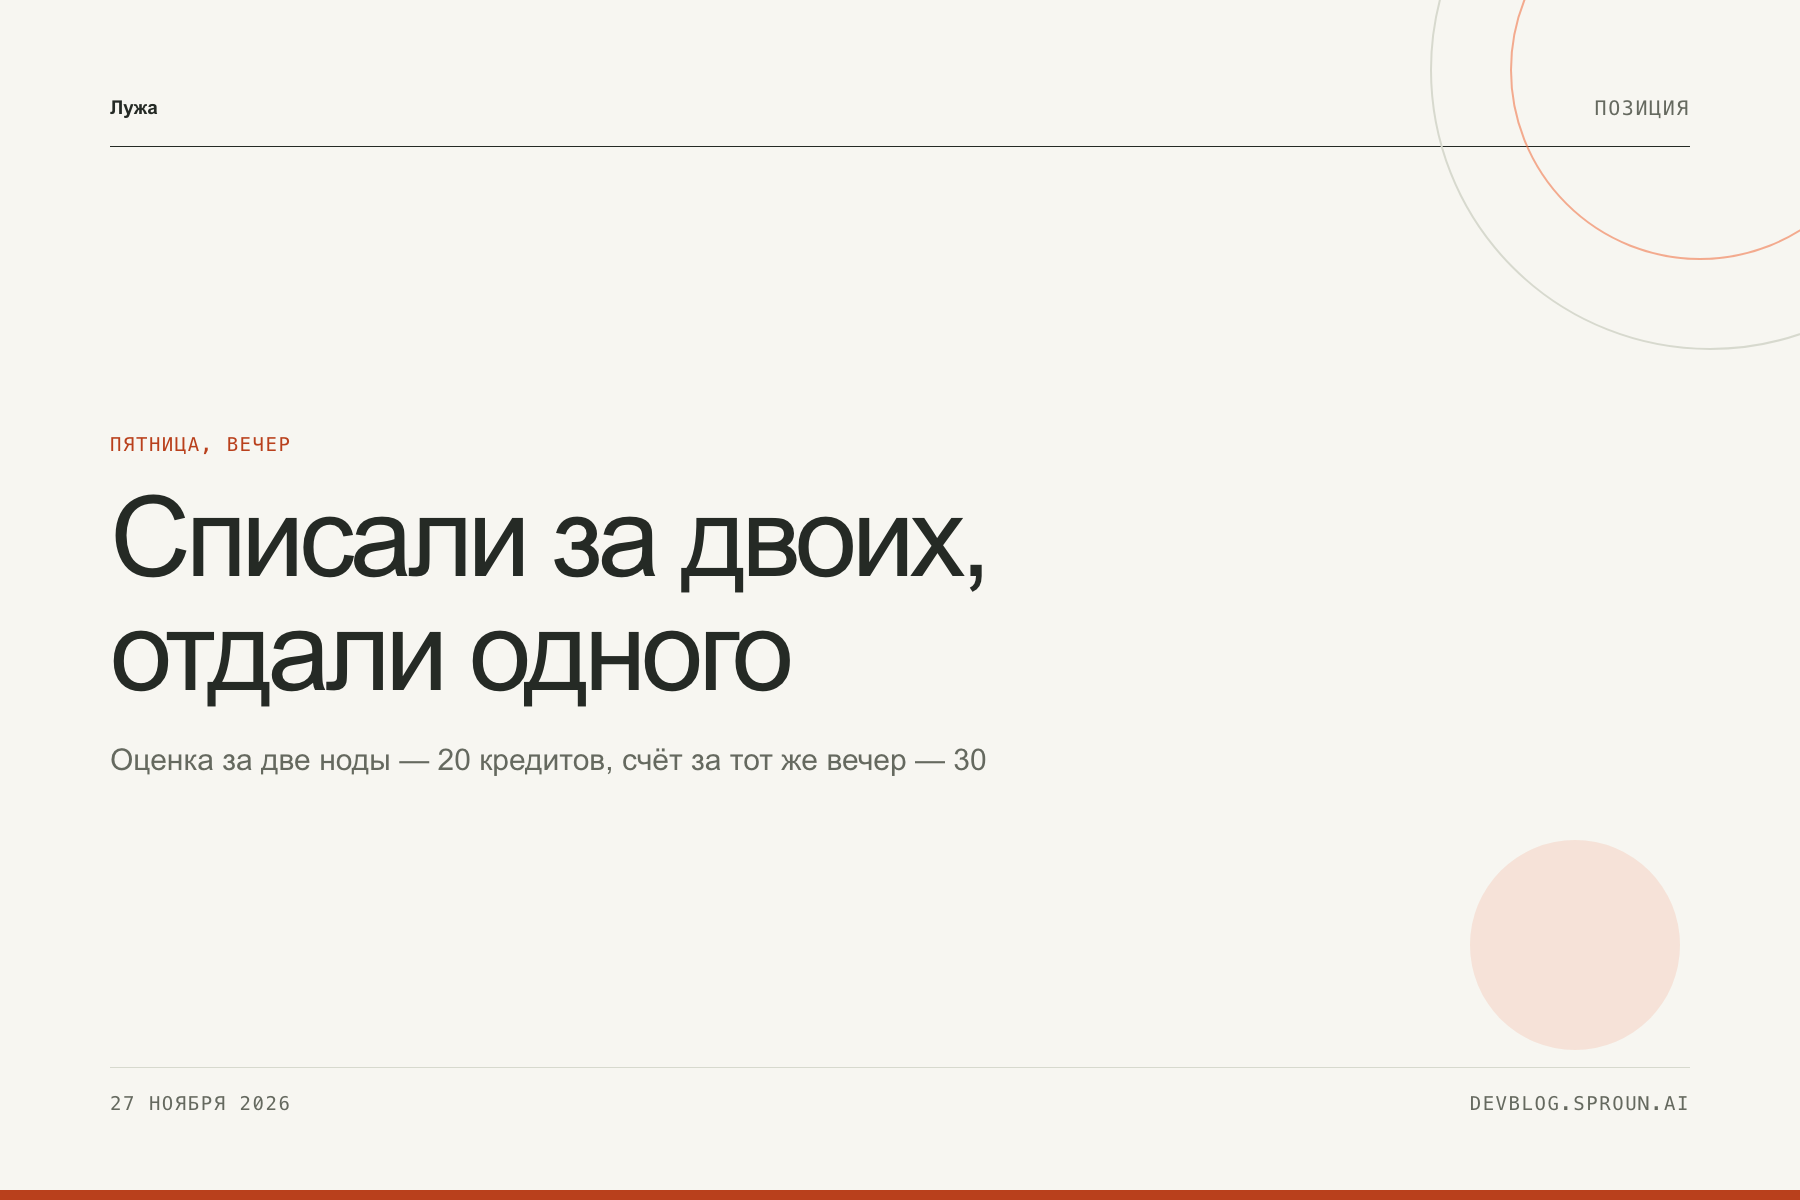 Лужа
ПОЗИЦИЯ
ПЯТНИЦА, ВЕЧЕР
Списали за двоих,
отдали одного
Оценка за две ноды — 20 кредитов, счёт за тот же вечер — 30
27 НОЯБРЯ 2026
DEVBLOG.SPROUN.AI